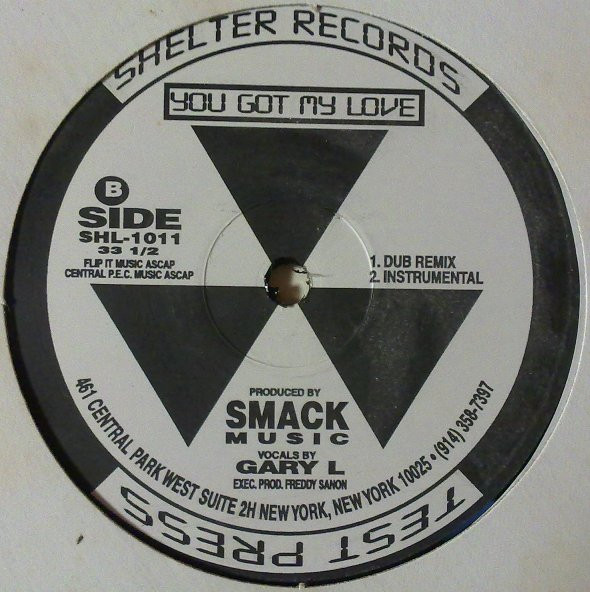 SHELTER RECORDS
YOU GOT MY LOVE
B
SIDE
SHL-1011
33 1/2
FLIP IT MUSIC ASCAP
CENTRAL P.E.C. MUSIC ASCAP
1. DUB REMIX
2. INSTRUMENTAL
PRODUCED BY
SMACK
MUSIC
VOCALS BY
GARY L
EXEC. PROD. FREDDY SANON
461 CENTRAL PARK WEST SUITE 2H NEW YORK, NEW YORK 10025 • (914) 358-7397
TEST PRESS